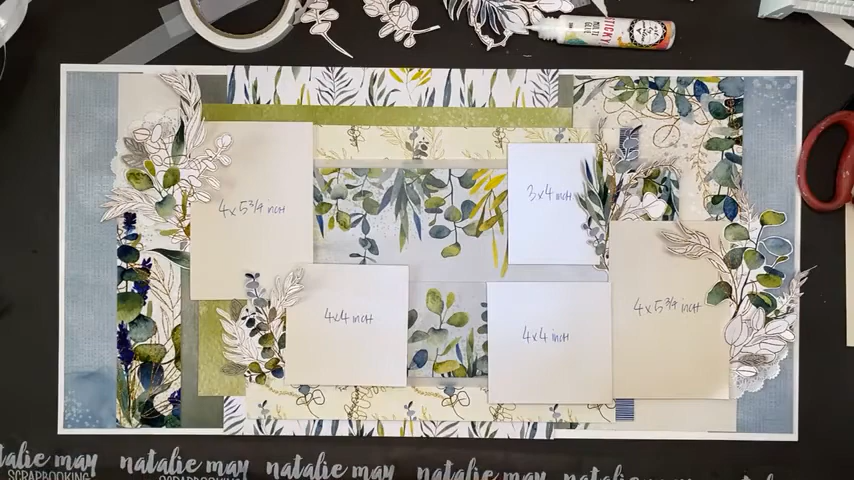 STICKY
4x5 3/4 inch
3x4 inch
4x4 inch
4x4 inch
4x5 3/4 inch
natalie may natalie may natalie may natalie may natalie may
SCRAPBOOKING SCRAPBOOKING